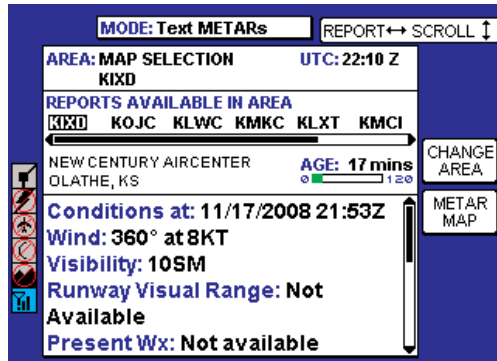 MODE: Text METARs
REPORT↔ SCROLL ↕
AREA: MAP SELECTION UTC: 22:10 Z
KIXD
REPORTS AVAILABLE IN AREA
KIXD KOJC KLWC KMKC KLXT KMCI
NEW CENTURY AIRCENTER AGE: 17 mins
OLATHE, KS 0 120
CHANGE
AREA
METAR
MAP
Conditions at: 11/17/2008 21:53Z
Wind: 360° at 8KT
Visibility: 10SM
Runway Visual Range: Not
Available
Present Wx: Not available